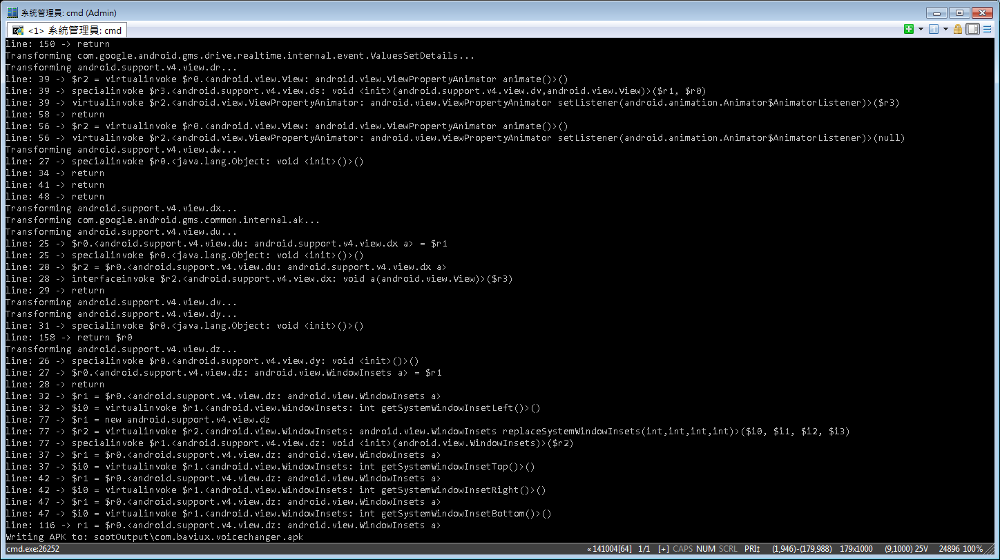 系統管理員: cmd (Admin)
<1> 系統管理員: cmd
line: 150 -> return
Transforming com.google.android.gms.drive.realtime.internal.event.ValuesSetDetails...
Transforming android.support.v4.view.dr...
line: 39 -> $r2 = virtualinvoke $r0.<android.view.View: android.view.ViewPropertyAnimator animate()>()
line: 39 -> specialinvoke $r3.<android.support.v4.view.ds: void <init>(android.support.v4.view.dv,android.view.View)>($r1, $r0)
line: 39 -> virtualinvoke $r2.<android.view.ViewPropertyAnimator: android.view.ViewPropertyAnimator setListener(android.animation.Animator$AnimatorListener)>($r3)
line: 58 -> return
line: 56 -> $r2 = virtualinvoke $r0.<android.view.View: android.view.ViewPropertyAnimator animate()>()
line: 56 -> virtualinvoke $r2.<android.view.ViewPropertyAnimator: android.view.ViewPropertyAnimator setListener(android.animation.Animator$AnimatorListener)>(null)
Transforming android.support.v4.view.dw...
line: 27 -> specialinvoke $r0.<java.lang.Object: void <init>()>()
line: 34 -> return
line: 41 -> return
line: 48 -> return
Transforming android.support.v4.view.dx...
Transforming com.google.android.gms.common.internal.ak...
Transforming android.support.v4.view.du...
line: 25 -> $r0.<android.support.v4.view.du: android.support.v4.view.dx a> = $r1
line: 25 -> specialinvoke $r0.<java.lang.Object: void <init>()>()
line: 28 -> $r2 = $r0.<android.support.v4.view.du: android.support.v4.view.dx a>
line: 28 -> interfaceinvoke $r2.<android.support.v4.view.dx: void a(android.view.View)>($r3)
line: 29 -> return
Transforming android.support.v4.view.dv...
Transforming android.support.v4.view.dy...
line: 31 -> specialinvoke $r0.<java.lang.Object: void <init>()>()
line: 158 -> return $r0
Transforming android.support.v4.view.dz...
line: 26 -> specialinvoke $r0.<android.support.v4.view.dy: void <init>()>()
line: 27 -> $r0.<android.support.v4.view.dz: android.view.WindowInsets a> = $r1
line: 28 -> return
line: 32 -> $r1 = $r0.<android.support.v4.view.dz: android.view.WindowInsets a>
line: 32 -> $i0 = virtualinvoke $r1.<android.view.WindowInsets: int getSystemWindowInsetLeft()>()
line: 77 -> $r1 = new android.support.v4.view.dz
line: 77 -> $r2 = virtualinvoke $r2.<android.view.WindowInsets: android.view.WindowInsets replaceSystemWindowInsets(int,int,int,int)>($i0, $i1, $i2, $i3)
line: 77 -> specialinvoke $r1.<android.support.v4.view.dz: void <init>(android.view.WindowInsets)>($r2)
line: 37 -> $r1 = $r0.<android.support.v4.view.dz: android.view.WindowInsets a>
line: 37 -> $i0 = virtualinvoke $r1.<android.view.WindowInsets: int getSystemWindowInsetTop()>()
line: 42 -> $r1 = $r0.<android.support.v4.view.dz: android.view.WindowInsets a>
line: 42 -> $i0 = virtualinvoke $r1.<android.view.WindowInsets: int getSystemWindowInsetRight()>()
line: 47 -> $r1 = $r0.<android.support.v4.view.dz: android.view.WindowInsets a>
line: 47 -> $i0 = virtualinvoke $r1.<android.view.WindowInsets: int getSystemWindowInsetBottom()>()
line: 116 -> r1 = $r0.<android.support.v4.view.dz: android.view.WindowInsets a>
Writing APK to: sootOutput\com.baviux.voicechanger.apk
cmd.exe:26252 « 141004[64] 1/1 [+] CAPS NUM SCRL PRI↕ (1,946)-(179,988) 179x1000 (9,1000) 25V 24896 100%